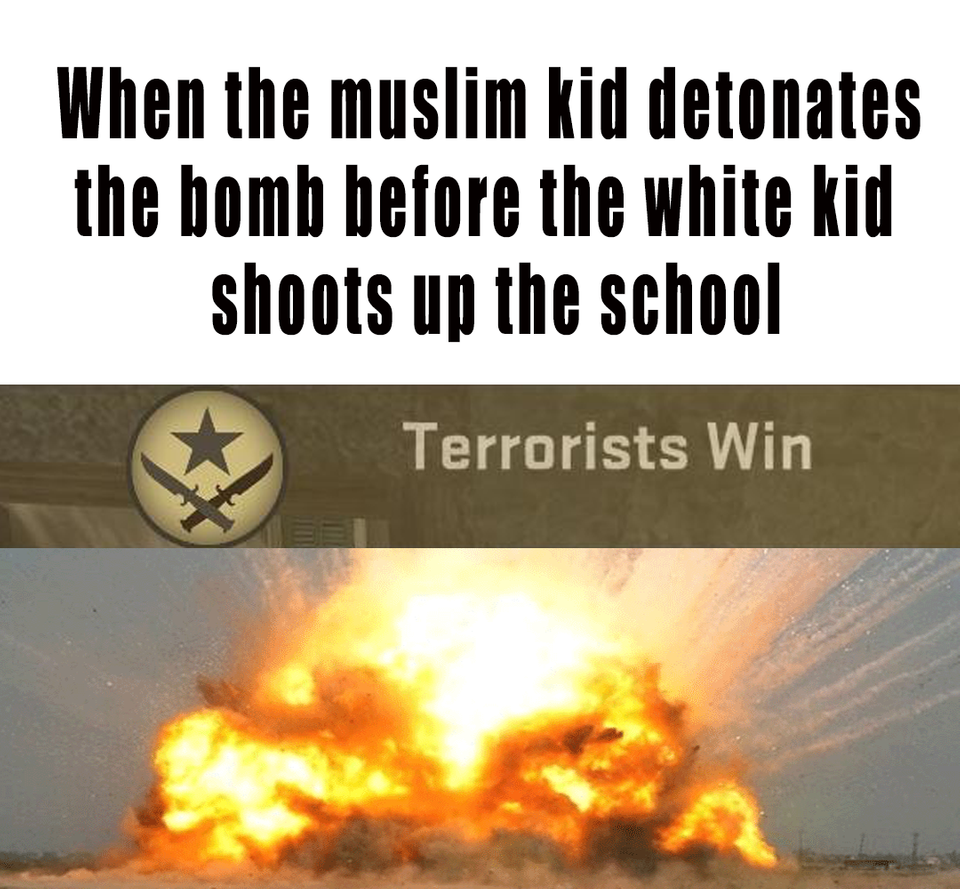 When the muslim kid detonates
the bomb before the white kid
shoots up the school
Terrorists Win